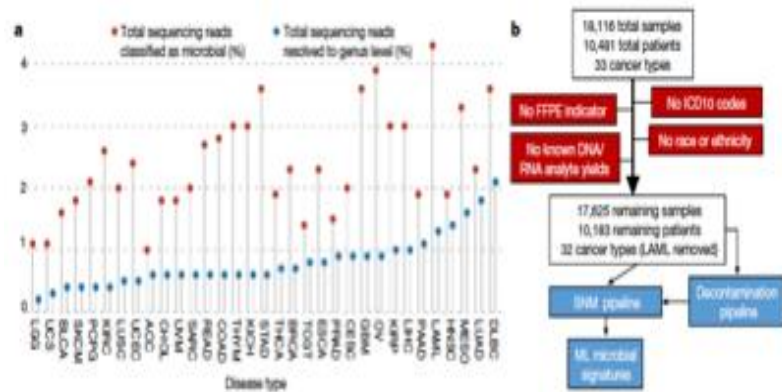 a
Total sequencing reads
classified as microbial (%)
Total sequencing reads
resolved to genus level (%)
4
3
2
1
0
LGG
UCS
BLCA
SKCM
PCPG
KIRC
LUSC
UCEC
ACC
CHOL
UVM
SARC
READ
COAD
THYM
KICH
STAD
THCA
BRCA
TGCT
ESCA
PRAD
CESC
GBM
OV
KIRP
LIHC
PAAD
LAML
HNSC
MESO
LUAD
DLBC
Disease type
b
18,116 total samples
10,481 total patients
33 cancer types
No FFPE indicator
No ICD10 codes
No known DNA/
RNA analyte yields
No race or ethnicity
17,625 remaining samples
10,183 remaining patients
32 cancer types (LAML removed)
SNM pipeline
Decontamination
pipeline
ML microbial
signatures